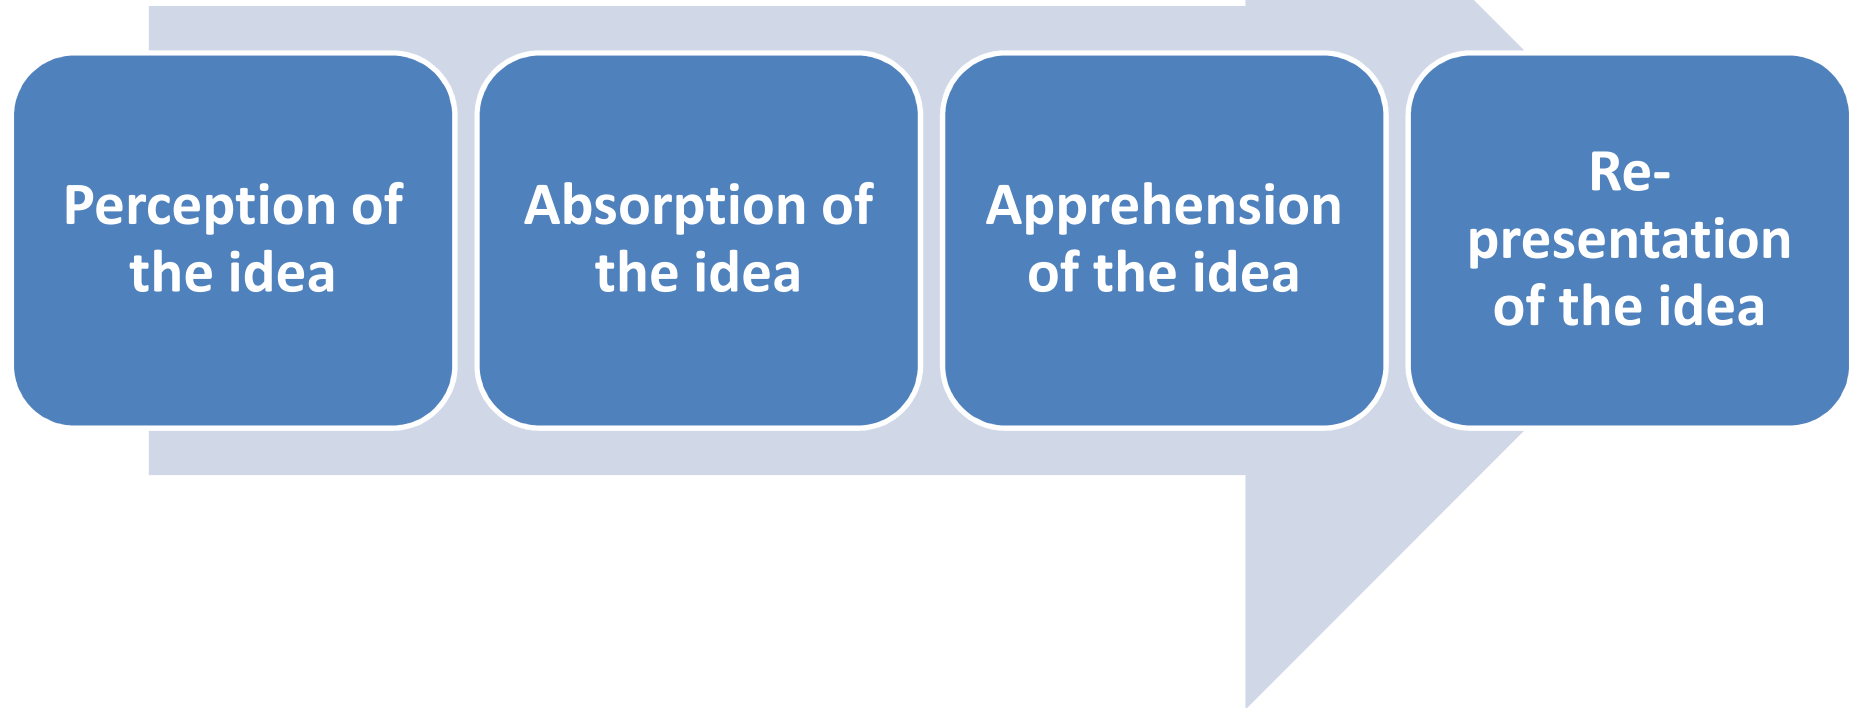 Perception of
the idea
Absorption of
the idea
Apprehension
of the idea
Re-
presentation
of the idea